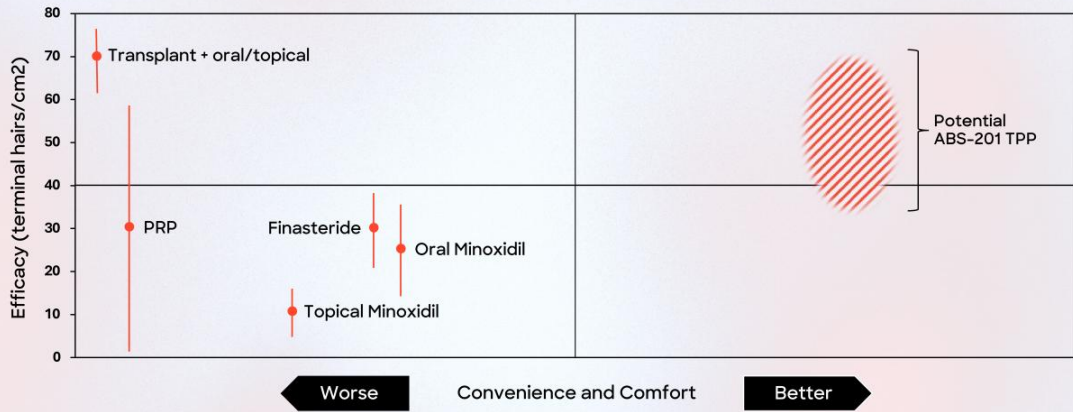 Efficacy (terminal hairs/cm2)
80
70
60
50
40
30
20
10
0
Transplant + oral/topical
PRP
Finasteride
Oral Minoxidil
Topical Minoxidil
Potential
ABS-201 TPP
Worse
Convenience and Comfort
Better